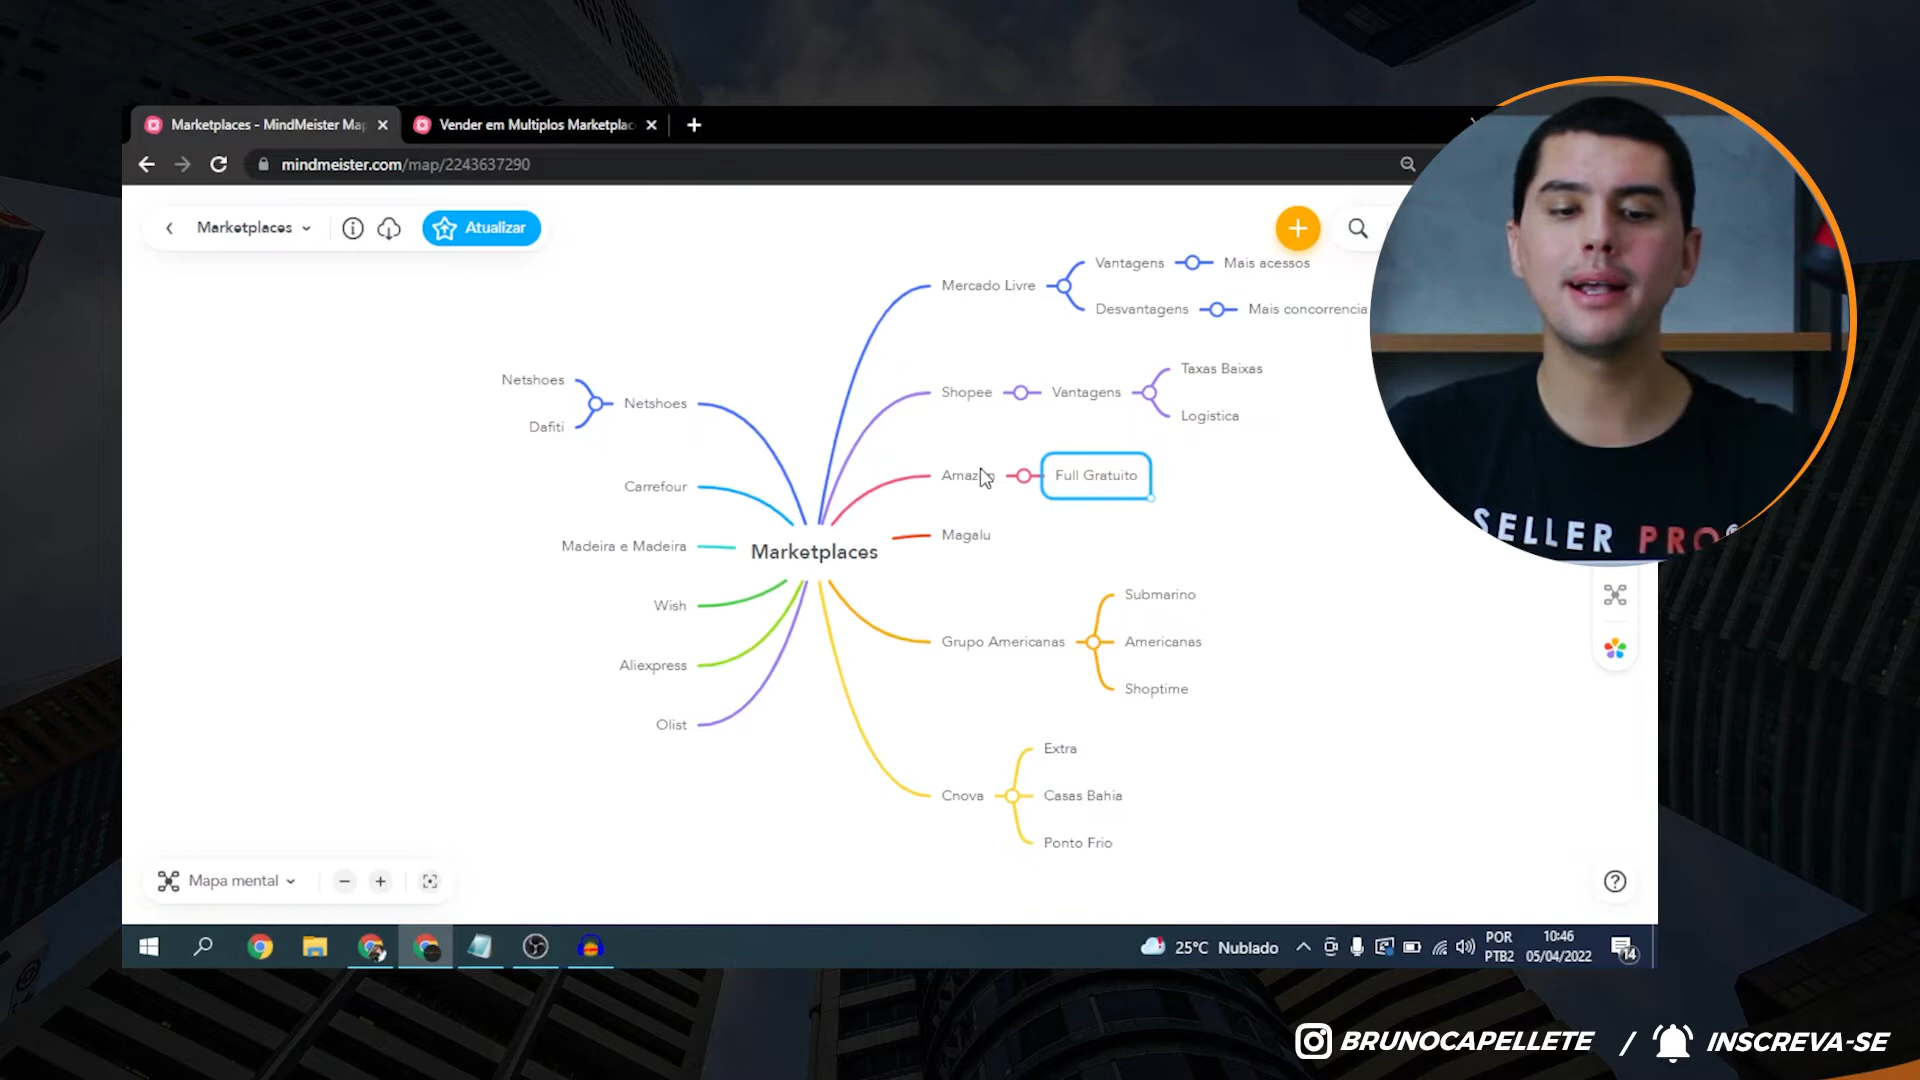 Marketplaces - MindMeister Map
Vender em Multiplos Marketplac
mindmeister.com/map/2243637290
Marketplaces
Atualizar
Mercado Livre
Vantagens
Mais acessos
Desvantagens
Mais concorrencia
Shopee
Vantagens
Taxas Baixas
Logistica
Full Gratuito
Magalu
Grupo Americanas
Submarino
Americanas
Shoptime
Cnova
Extra
Casas Bahia
Ponto Frio
Netshoes
Netshoes
Dafiti
Carrefour
Madeira e Madeira
Marketplaces
Wish
Aliexpress
Olist
Mapa mental
SELLER PRO
25°C Nublado
POR
PTB2
10:46
05/04/2022
14
BRUNOCAPELLETE / INSCREVA-SE